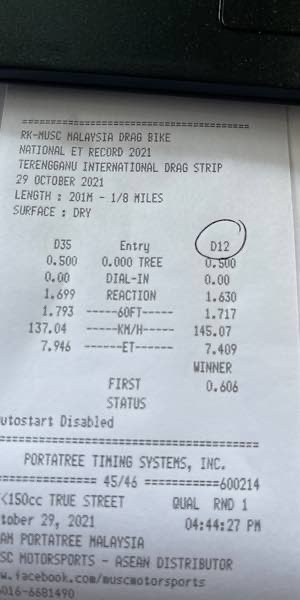 ==========================================
RK-MUSC MALAYSIA DRAG BIKE
NATIONAL ET RECORD 2021
TERENGGANU INTERNATIONAL DRAG STRIP
29 OCTOBER 2021
LENGTH : 201M - 1/8 MILES
SURFACE : DRY
D35 Entry D12
0.500 0.000 TREE 0.500
0.00 DIAL-IN 0.00
1.699 REACTION 1.630
1.793 -----60FT----- 1.717
137.04 -----KM/H----- 145.07
7.946 ------ET------ 7.409
WINNER
FIRST 0.606
STATUS
utostart Disabled
==========================================
PORTATREE TIMING SYSTEMS, INC.
============== 45/46 ===========600214
<150cc TRUE STREET QUAL RND 1
tober 29, 2021 04:44:27 PM
AM PORTATREE MALAYSIA
SC MOTORSPORTS - ASEAN DISTRIBUTOR
w.facebook.com/muscmotorsports
016-6681490